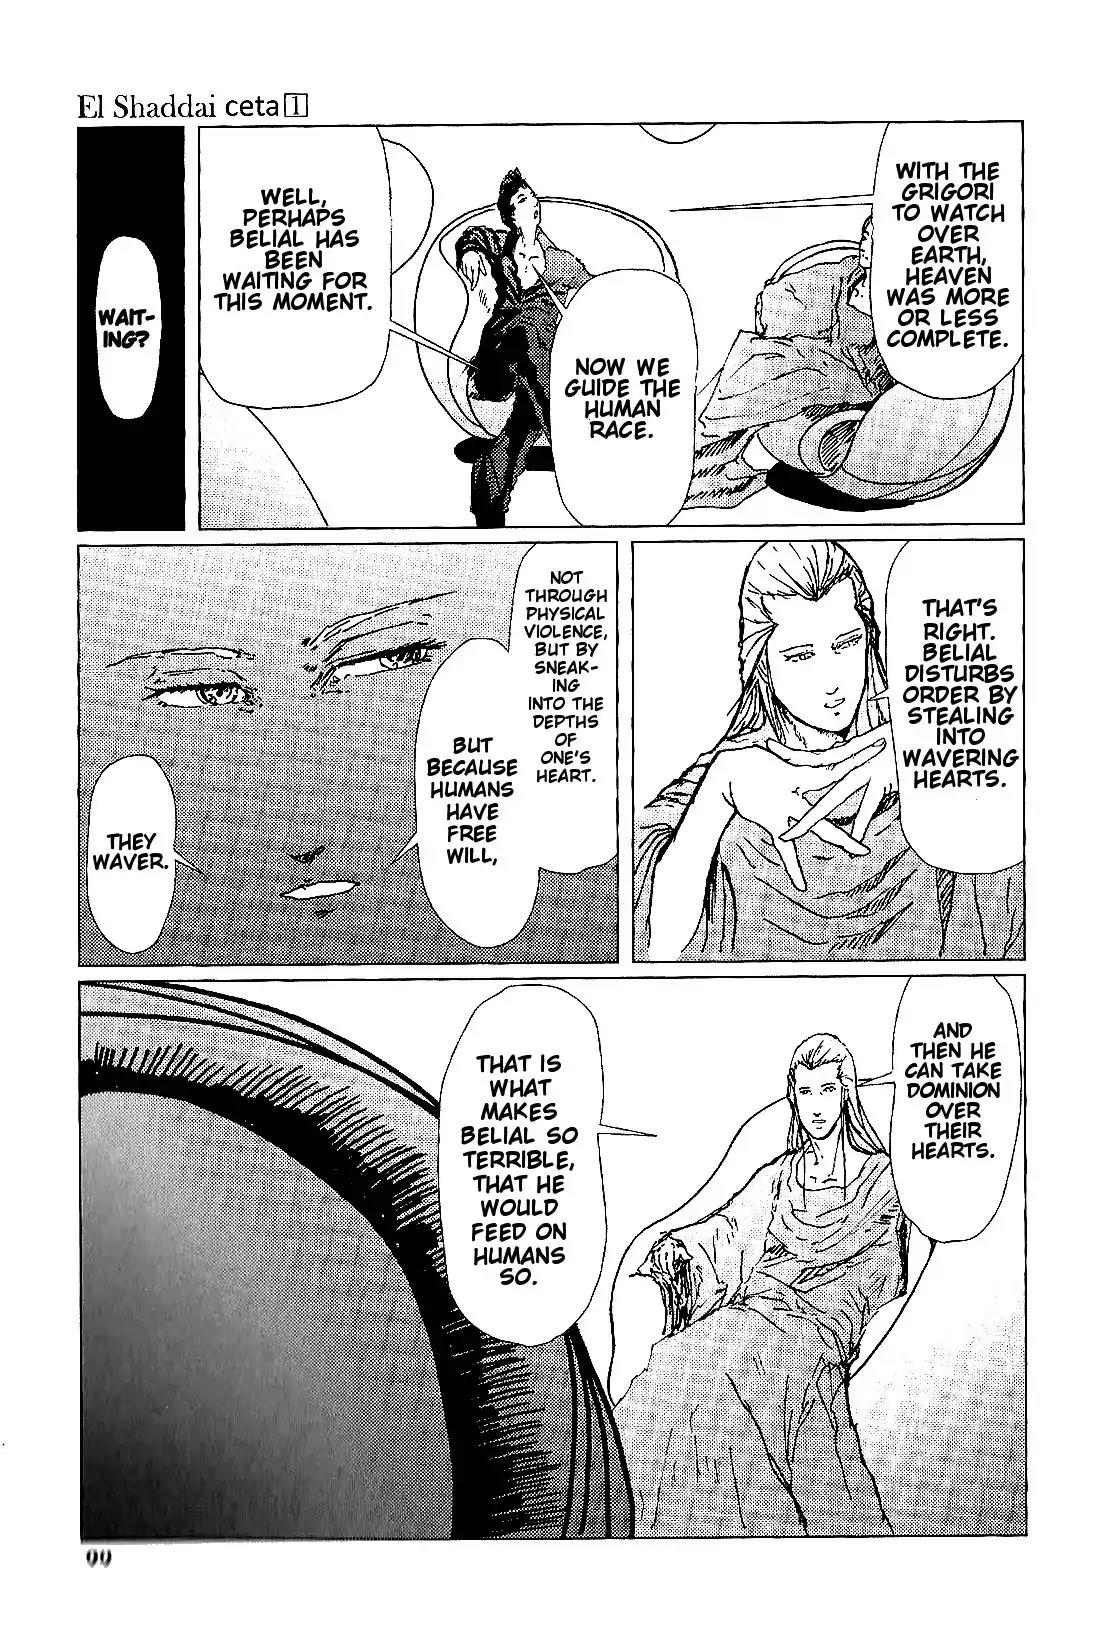 El Shaddai ceta 1
WITH THE
GRIGORI
TO WATCH
OVER
EARTH,
HEAVEN
WAS MORE
OR LESS
COMPLETE.
NOW WE
GUIDE THE
HUMAN
RACE.
WELL,
PERHAPS
BELIAL HAS
BEEN
WAITING FOR
THIS MOMENT.
WAIT-
ING?
THAT'S
RIGHT.
BELIAL
DISTURBS
ORDER BY
STEALING
INTO
WAVERING
HEARTS.
NOT
THROUGH
PHYSICAL
VIOLENCE,
BUT BY
SNEAK-
ING
INTO THE
DEPTHS
OF
ONE'S
HEART.
BUT
BECAUSE
HUMANS
HAVE
FREE
WILL,
THEY
WAVER.
AND
THEN HE
CAN TAKE
DOMINION
OVER
THEIR
HEARTS.
THAT IS
WHAT
MAKES
BELIAL SO
TERRIBLE,
THAT HE
WOULD
FEED ON
HUMANS
SO.